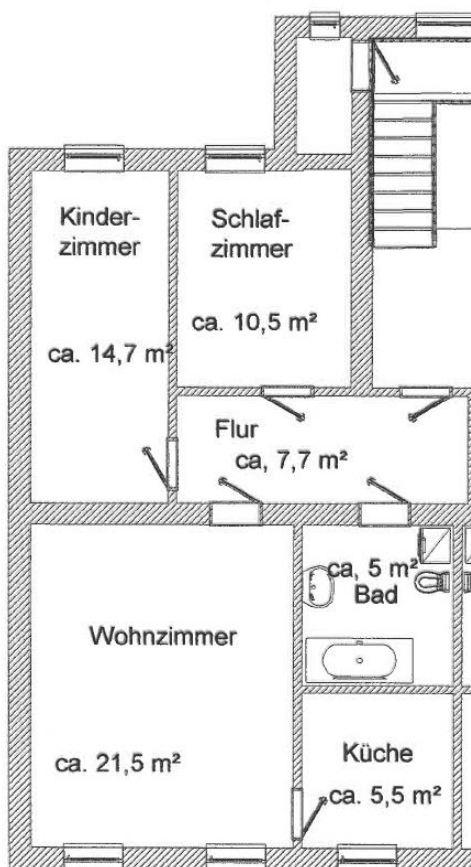 Kinder-
zimmer
ca. 14,7 m²
Schlaf-
zimmer
ca. 10,5 m²
Flur
ca, 7,7 m²
Wohnzimmer
ca. 21,5 m²
ca, 5 m²
Bad
Küche
ca. 5,5 m²